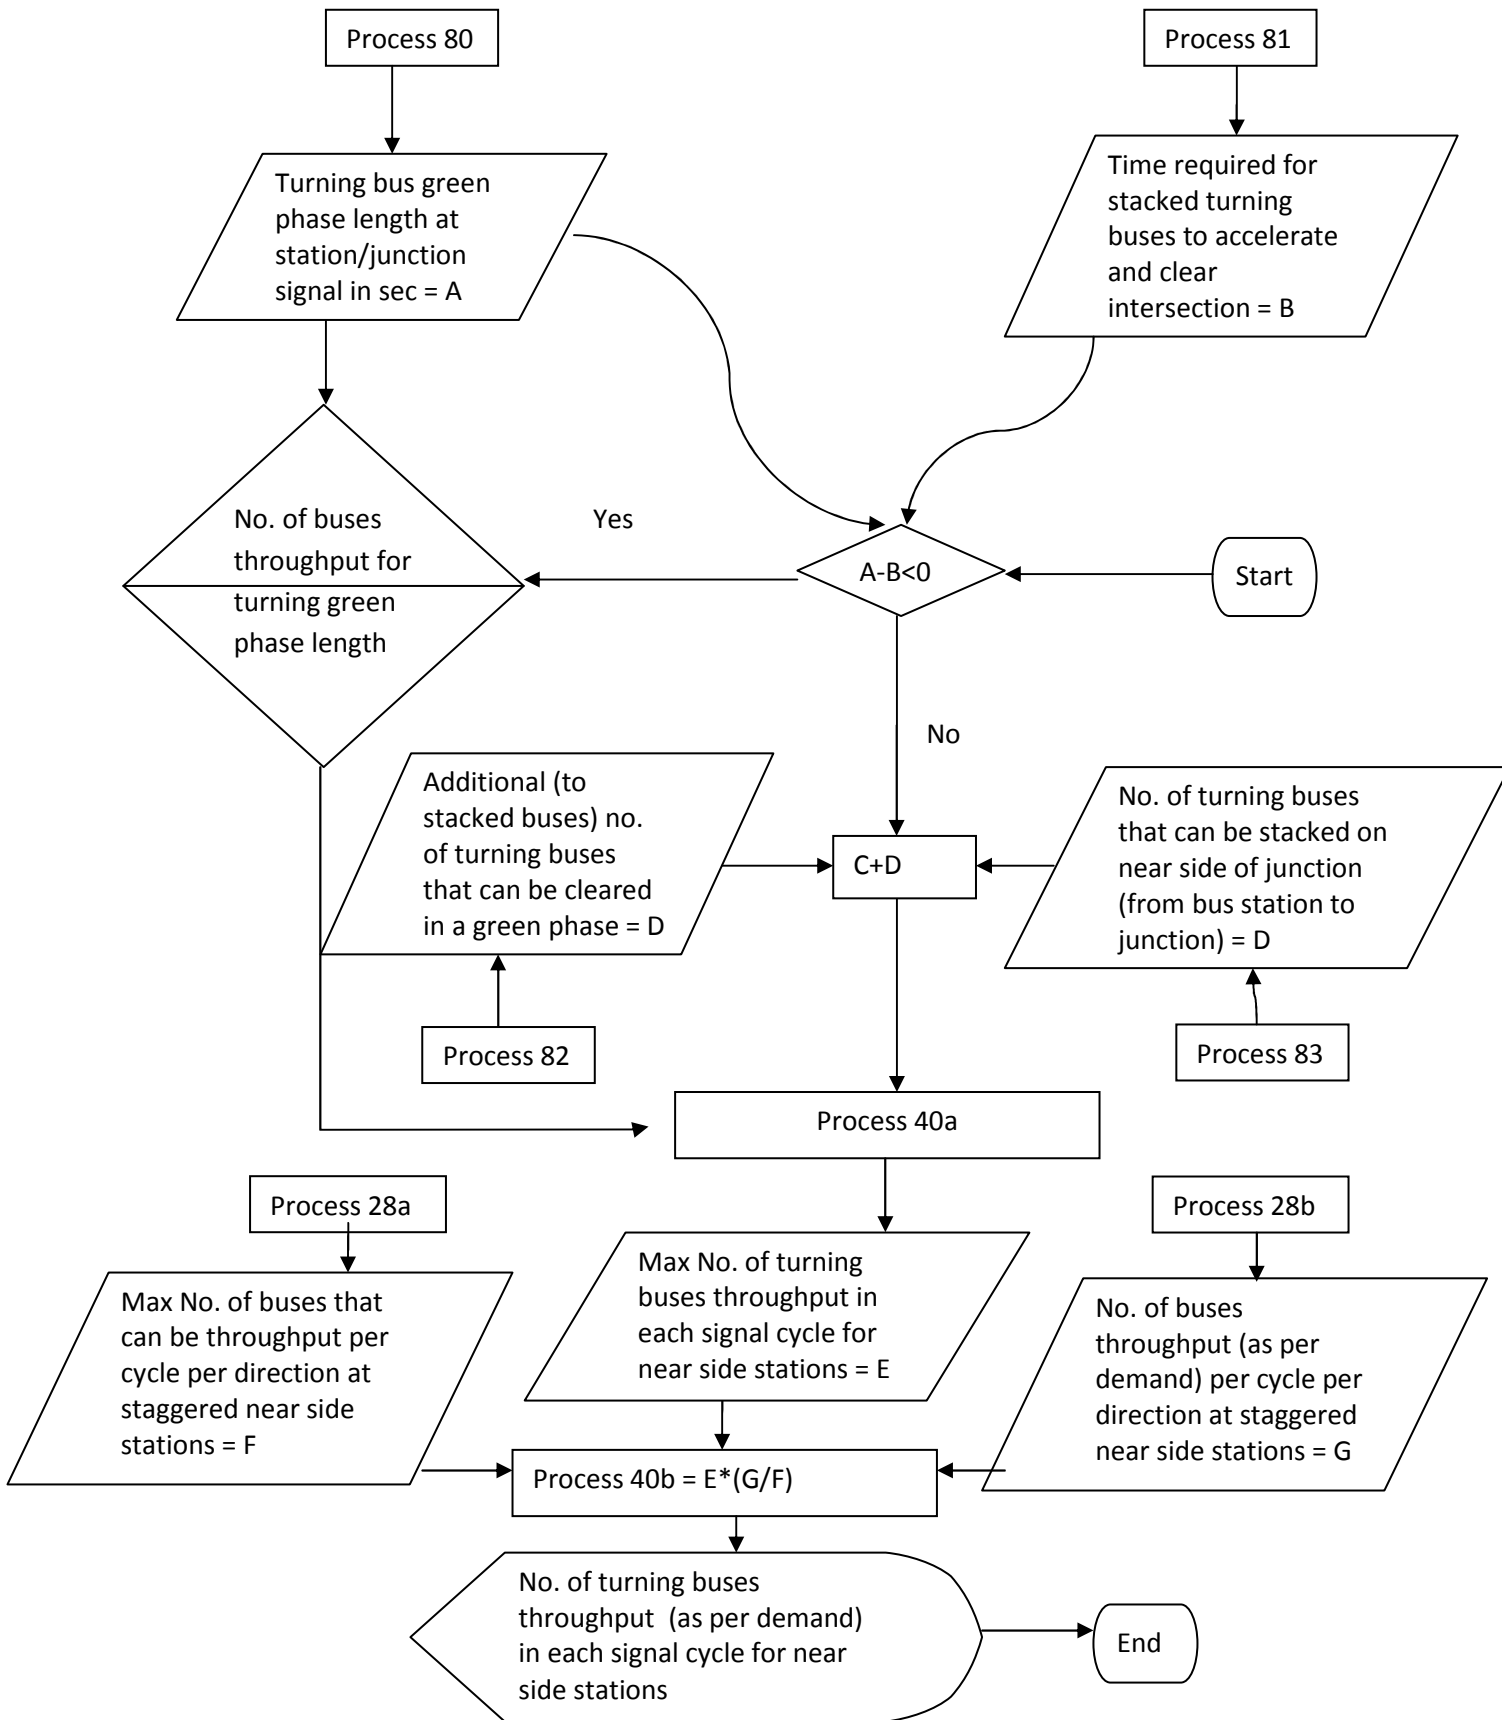 Process 80
Process 81
Turning bus green
phase length at
station/junction
signal in sec = A
Time required for
stacked turning
buses to accelerate
and clear
intersection = B
No. of buses
throughput for
turning green
phase length
Yes
A-B<0
Start
No
Additional (to
stacked buses) no.
of turning buses
that can be cleared
in a green phase = D
C+D
No. of turning buses
that can be stacked on
near side of junction
(from bus station to
junction) = D
Process 82
Process 83
Process 40a
Process 28a
Process 28b
Max No. of buses that
can be throughput per
cycle per direction at
staggered near side
stations = F
Max No. of turning
buses throughput in
each signal cycle for
near side stations = E
No. of buses
throughput (as per
demand) per cycle per
direction at staggered
near side stations = G
Process 40b = E*(G/F)
No. of turning buses
throughput  (as per demand)
in each signal cycle for near
side stations
End